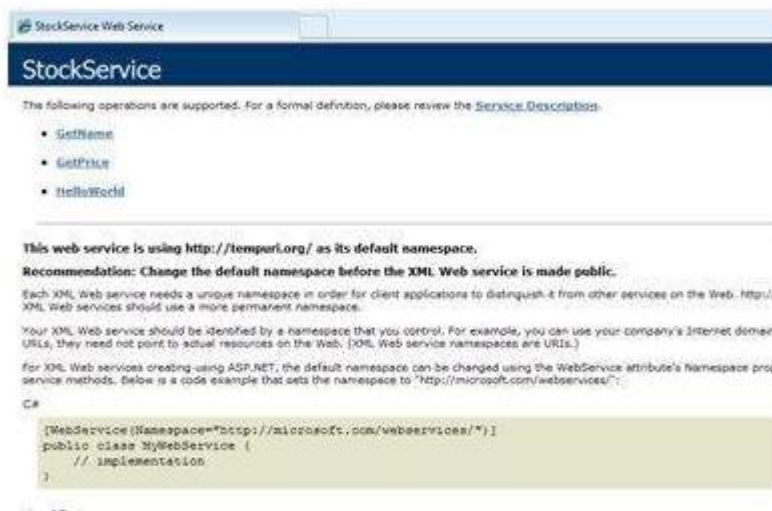 StockService Web Service
StockService
The following operations are supported. For a formal definition, please review the Service Description.
GetName
GetPrice
HelloWorld
This web service is using http://tempuri.org/ as its default namespace.
Recommendation: Change the default namespace before the XML Web service is made public.
Each XML Web service needs a unique namespace in order for client applications to distinguish it from other services on the Web. http:/
XML Web services should use a more permanent namespace.
Your XML Web service should be identified by a namespace that you control. For example, you can use your company's Internet domain
URLs, they need not point to actual resources on the Web. (XML Web service namespaces are URIs.)
For XML Web services creating using ASP.NET, the default namespace can be changed using the WebService attribute's Namespace prop
service methods. Below is a code example that sets the namespace to "http://microsoft.com/webservices/":
C#
[WebService(Namespace="http://microsoft.com/webservices/")]
public class MyWebService {
// implementation
}